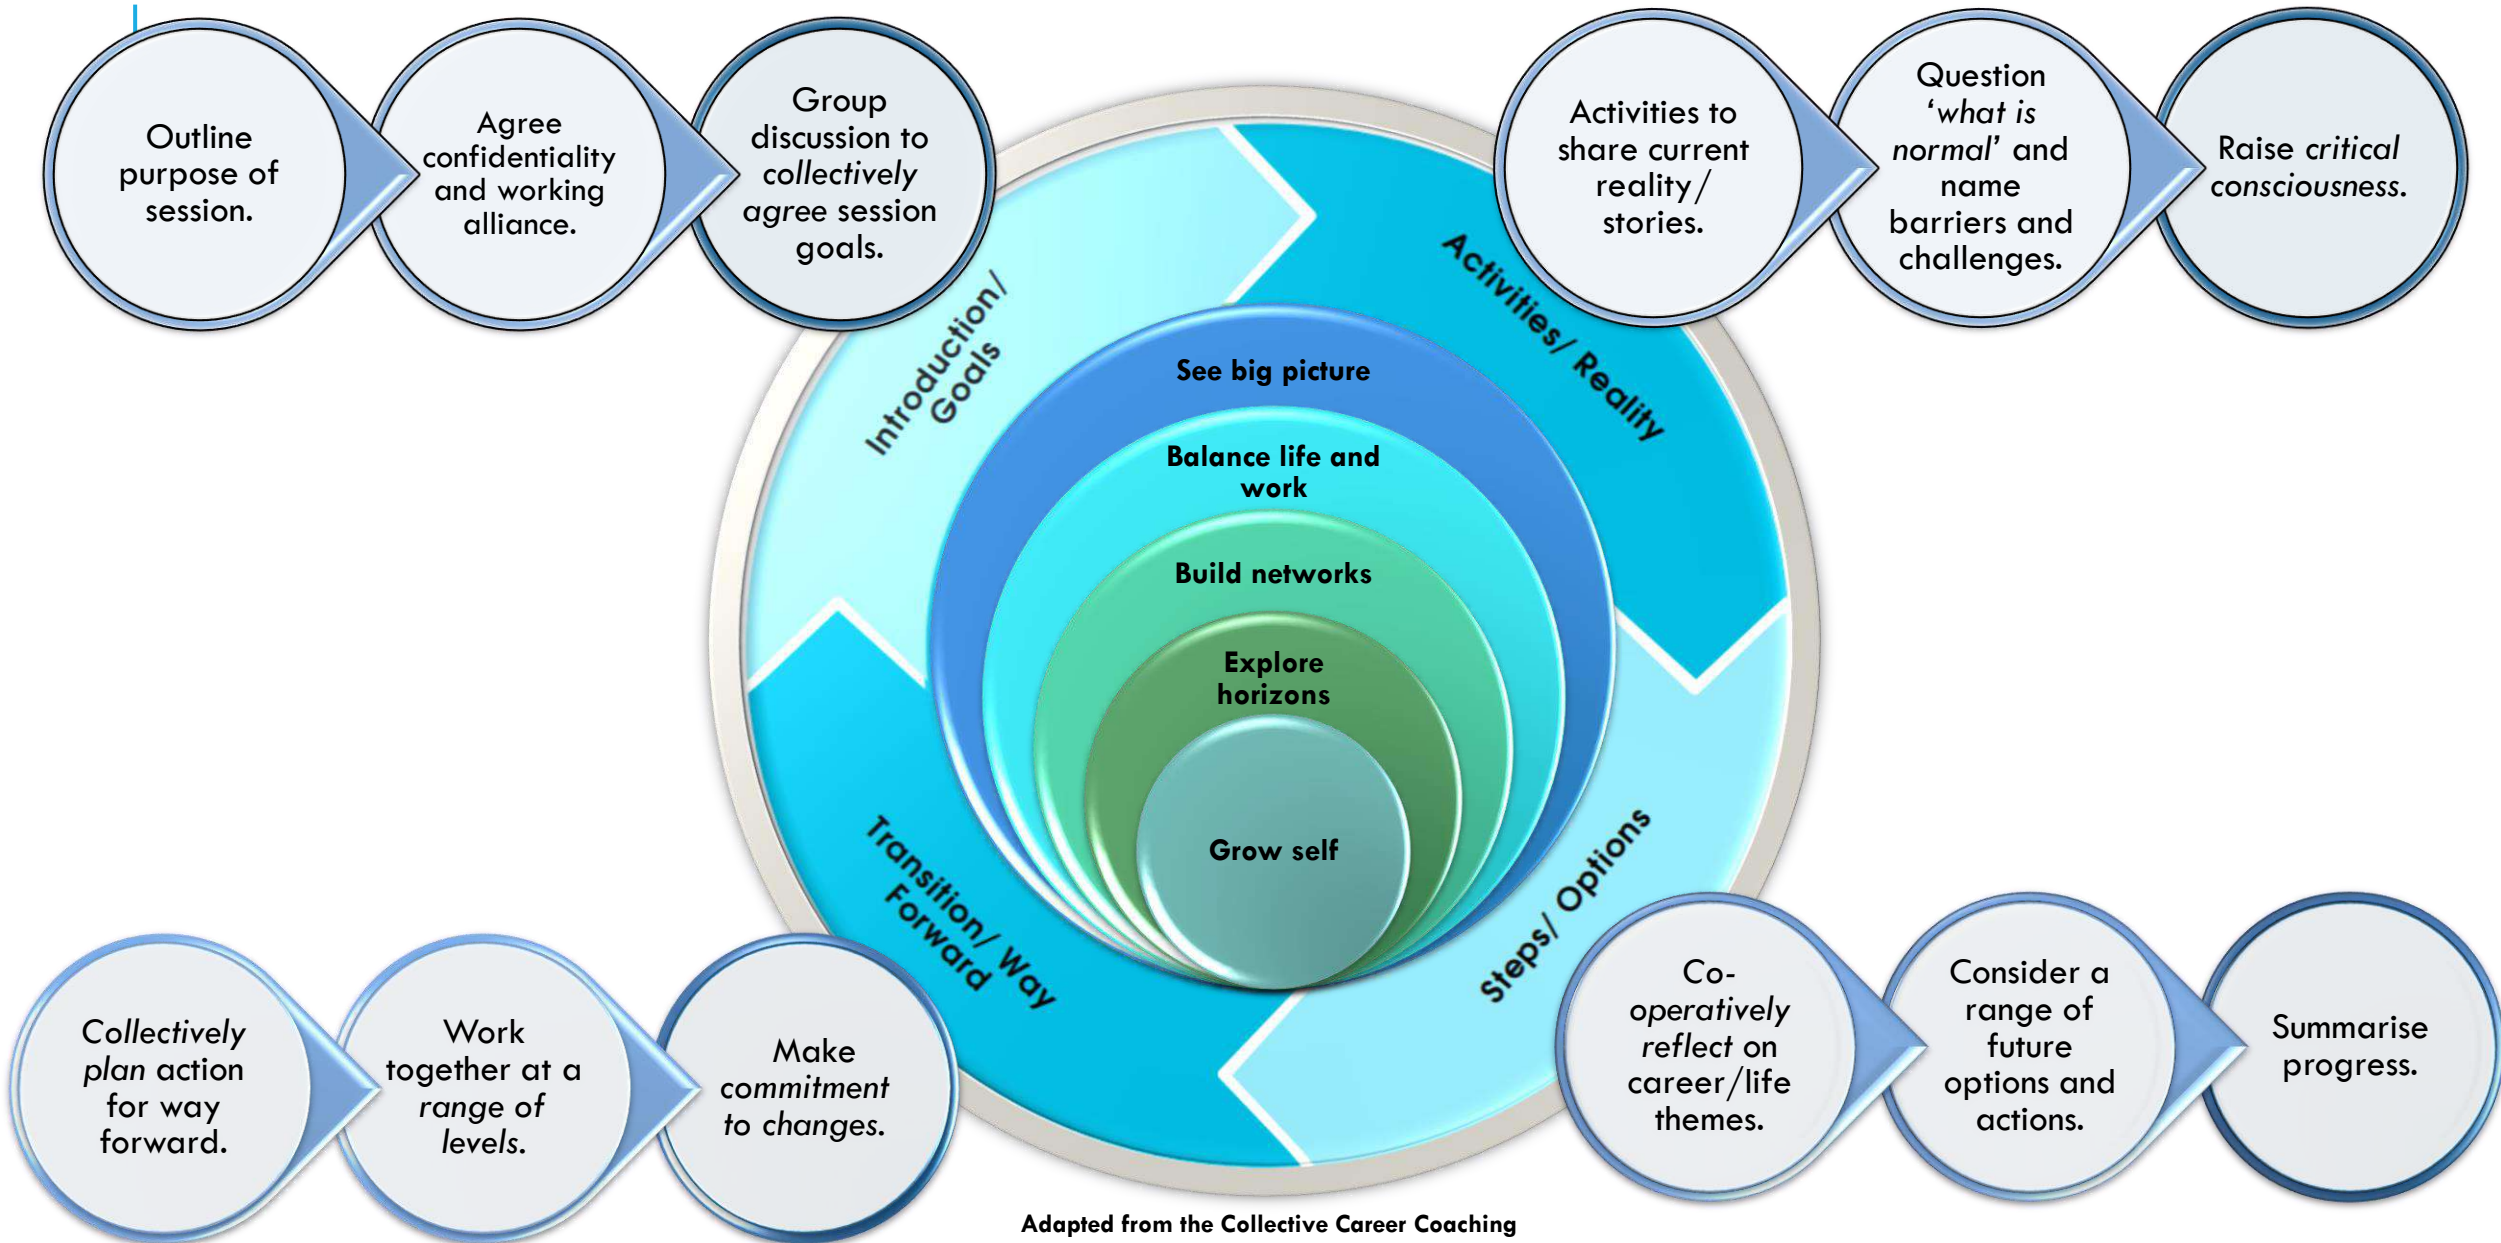 Outline
purpose of
session.
Agree
confidentiality
and working
alliance.
Group
discussion to
collectively
agree session
goals.
Activities to
share current
reality/
stories.
Question
‘what is
normal’ and
name
barriers and
challenges.
Raise critical
consciousness.
Introduction/
Goals
Activities/ Reality
Steps/ Options
Transition/ Way
Forward
See big picture
Balance life and
work
Build networks
Explore
horizons
Grow self
Collectively
plan action
for way
forward.
Work
together at a
range of
levels.
Make
commitment
to changes.
Co-
operatively
reflect on
career/life
themes.
Consider a
range of
future
options and
actions.
Summarise
progress.
Adapted from the Collective Career Coaching